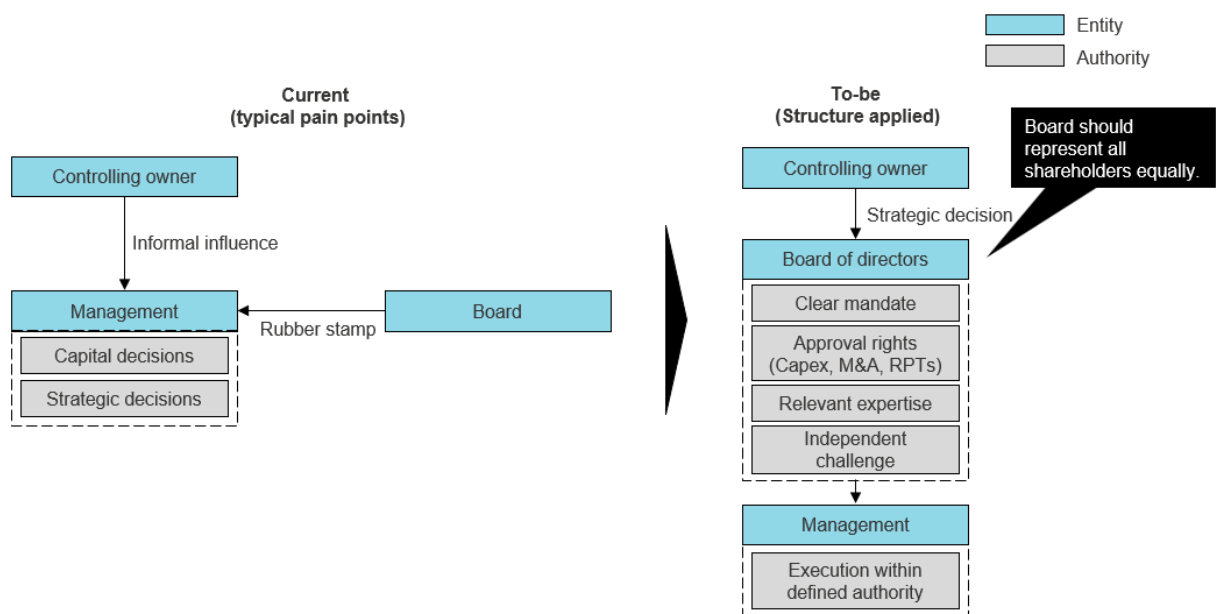 Entity
Authority
Current
(typical pain points)
Controlling owner
Informal influence
Management
Rubber stamp
Board
Capital decisions
Strategic decisions
To-be
(Structure applied)
Board should
represent all
shareholders equally.
Controlling owner
Strategic decision
Board of directors
Clear mandate
Approval rights
(Capex, M&A, RPTs)
Relevant expertise
Independent
challenge
Management
Execution within
defined authority